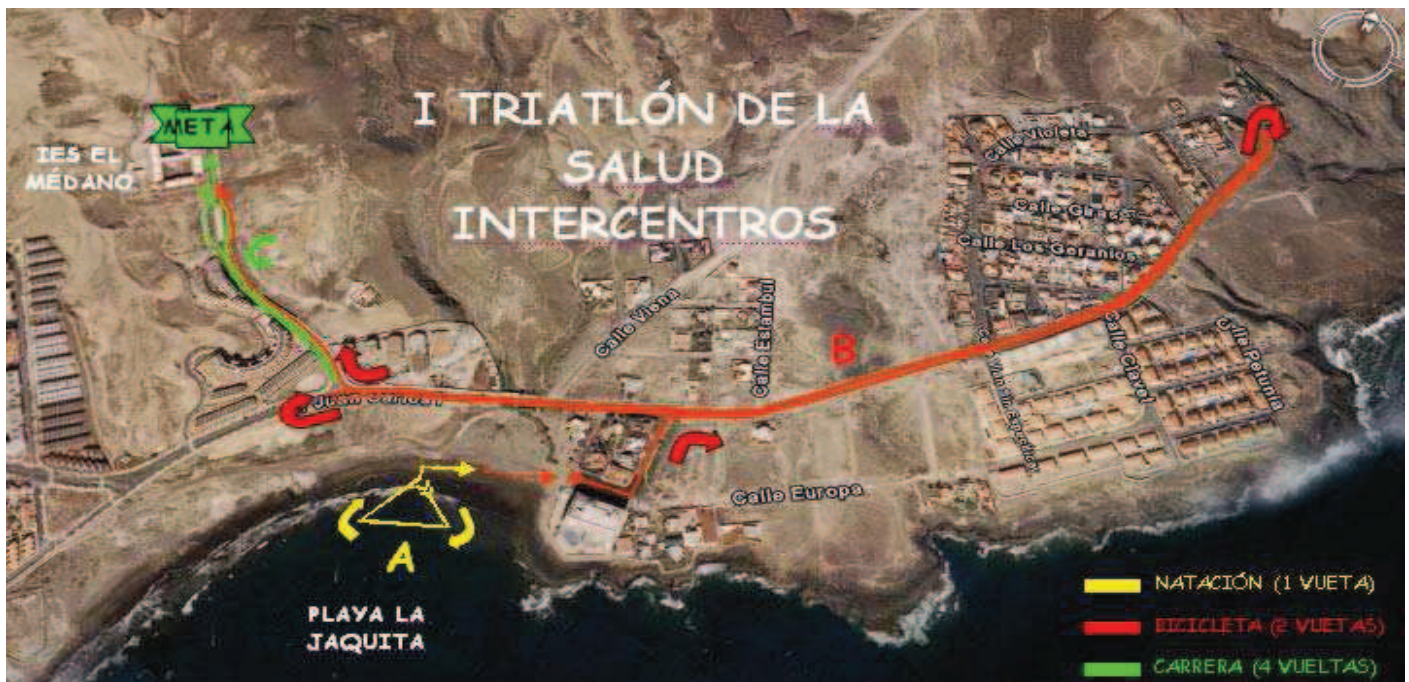 I TRIATLÓN DE LA
SALUD
INTERCENTROS
META
IES EL
MÉDANO
C
Calle Violeta
Calle Los Geranios
Calle Viena
Calle Estambul
B
Calle Clavel
Calle Petunia
Calle Europa
A
PLAYA LA
JAQUITA
NATACIÓN (1 VUETA)
BICICLETA (2 VUETAS)
CARRERA (4 VUELTAS)